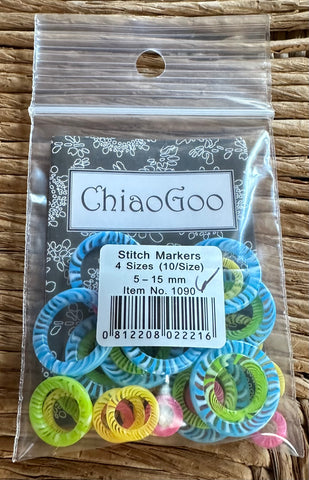 ChiaoGoo
Stitch Markers
4 Sizes (10/Size)
5 – 15 mm
Item No. 1090
0 812208 022216